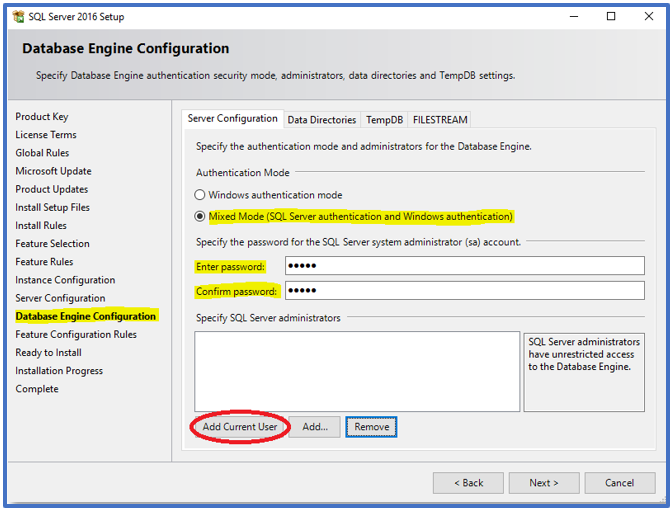 SQL Server 2016 Setup
Database Engine Configuration
Specify Database Engine authentication security mode, administrators, data directories and TempDB settings.
Product Key
License Terms
Global Rules
Microsoft Update
Product Updates
Install Setup Files
Install Rules
Feature Selection
Feature Rules
Instance Configuration
Server Configuration
Database Engine Configuration
Feature Configuration Rules
Ready to Install
Installation Progress
Complete
Server Configuration Data Directories TempDB FILESTREAM
Specify the authentication mode and administrators for the Database Engine.
Authentication Mode
Windows authentication mode
Mixed Mode (SQL Server authentication and Windows authentication)
Specify the password for the SQL Server system administrator (sa) account.
Enter password: •••••
Confirm password: •••••
Specify SQL Server administrators
SQL Server administrators
have unrestricted access
to the Database Engine.
Add Current User Add... Remove
< Back Next > Cancel